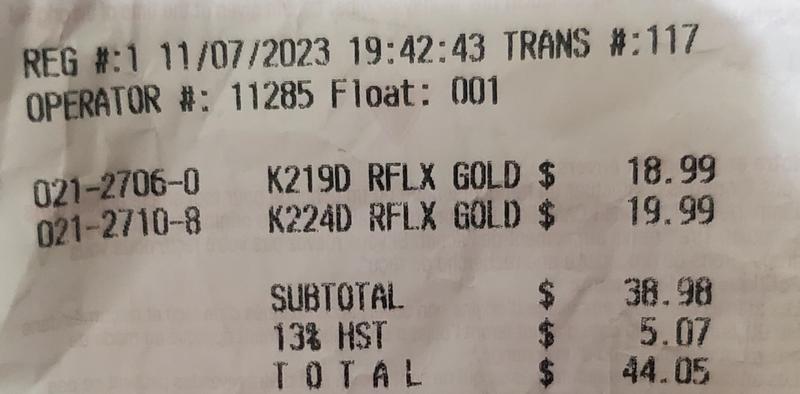 REG #:1 11/07/2023 19:42:43 TRANS #:117
OPERATOR #: 11285 Float: 001
021-2706-0 K219D RFLX GOLD $ 18.99
021-2710-8 K224D RFLX GOLD $ 19.99
SUBTOTAL $ 38.98
13% HST $ 5.07
T O T A L $ 44.05